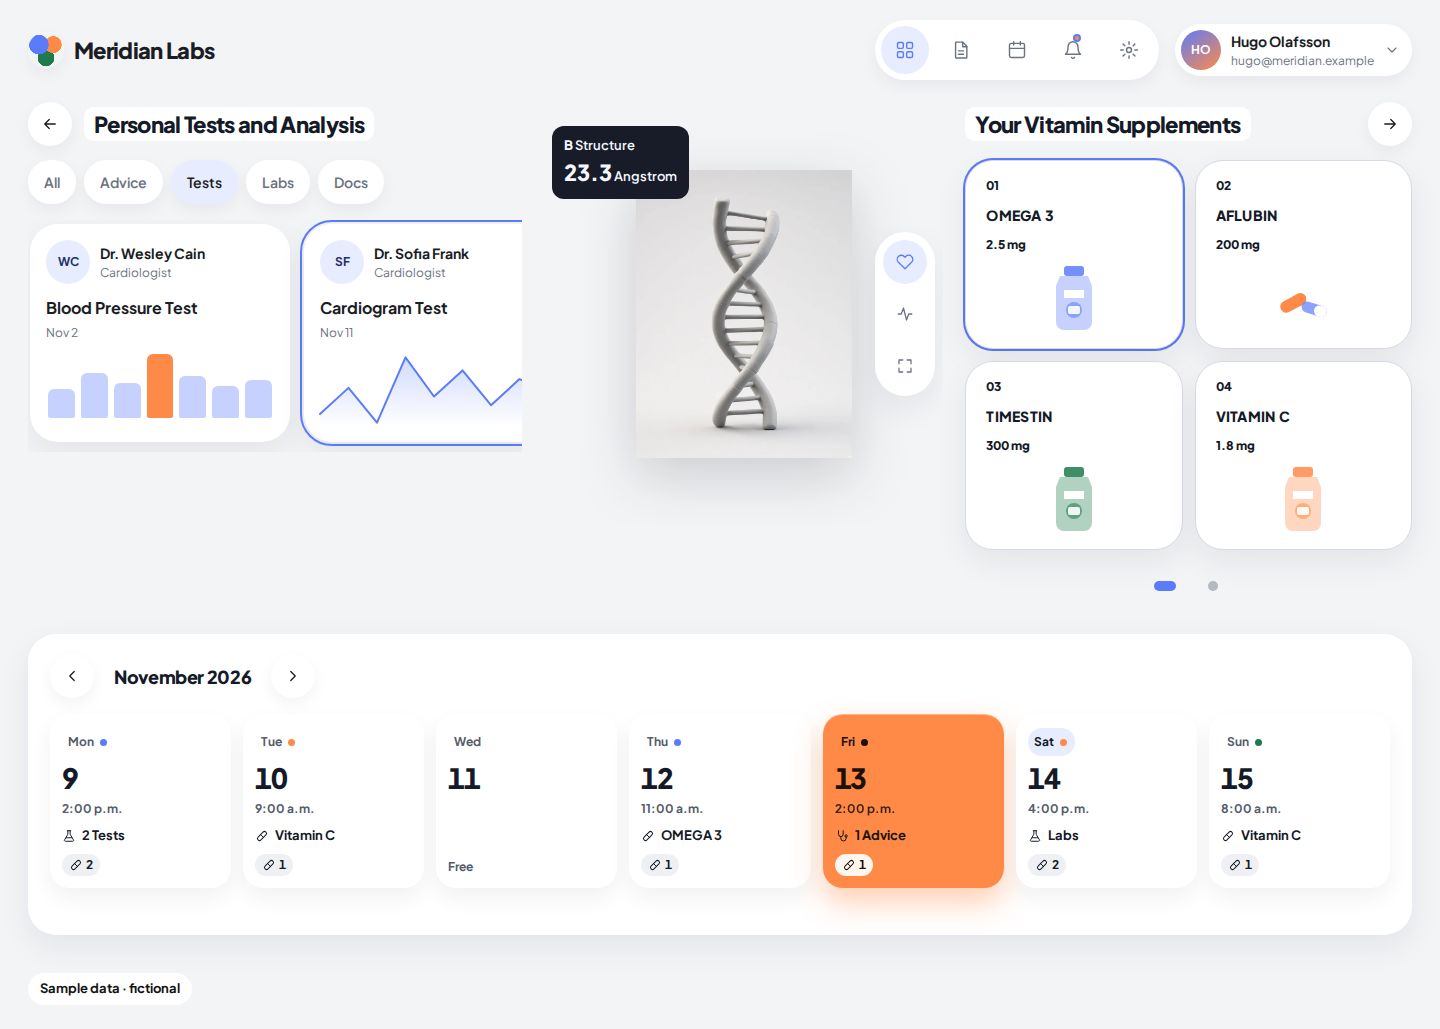 Meridian Labs
HO
Hugo Olafsson
hugo@meridian.example
Personal Tests and Analysis
All
Advice
Tests
Labs
Docs
WC
Dr. Wesley Cain
Cardiologist
Blood Pressure Test
Nov 2
SF
Dr. Sofia Frank
Cardiologist
Cardiogram Test
Nov 11
B Structure
23.3 Angstrom
Your Vitamin Supplements
01
OMEGA 3
2.5 mg
02
AFLUBIN
200 mg
03
TIMESTIN
300 mg
04
VITAMIN C
1.8 mg
November 2026
Mon
9
2:00 p.m.
2 Tests
2
Tue
10
9:00 a.m.
Vitamin C
1
Wed
11
Free
Thu
12
11:00 a.m.
OMEGA 3
1
Fri
13
2:00 p.m.
1 Advice
1
Sat
14
4:00 p.m.
Labs
2
Sun
15
8:00 a.m.
Vitamin C
1
Sample data · fictional